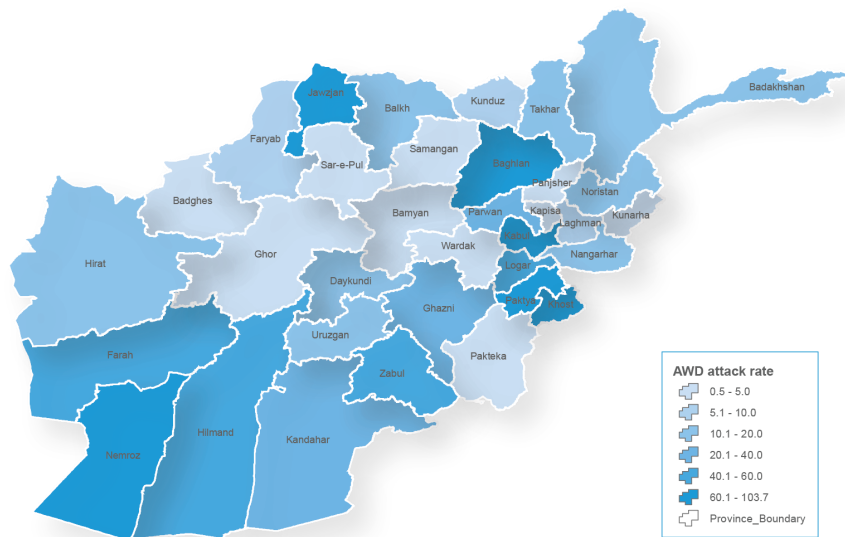 Jawzjan
Balkh
Kunduz
Takhar
Badakhshan
Faryab
Sar-e-Pul
Samangan
Baghlan
Panjsher
Noristan
Badghes
Bamyan
Parwan
Kapisa
Laghman
Kunarha
Kabul
Wardak
Nangarhar
Ghor
Hirat
Logar
Daykundi
Ghazni
Paktya
Khost
Uruzgan
Farah
Zabul
Pakteka
Nemroz
Hilmand
Kandahar
AWD attack rate
0.5 - 5.0
5.1 - 10.0
10.1 - 20.0
20.1 - 40.0
40.1 - 60.0
60.1 - 103.7
Province_Boundary